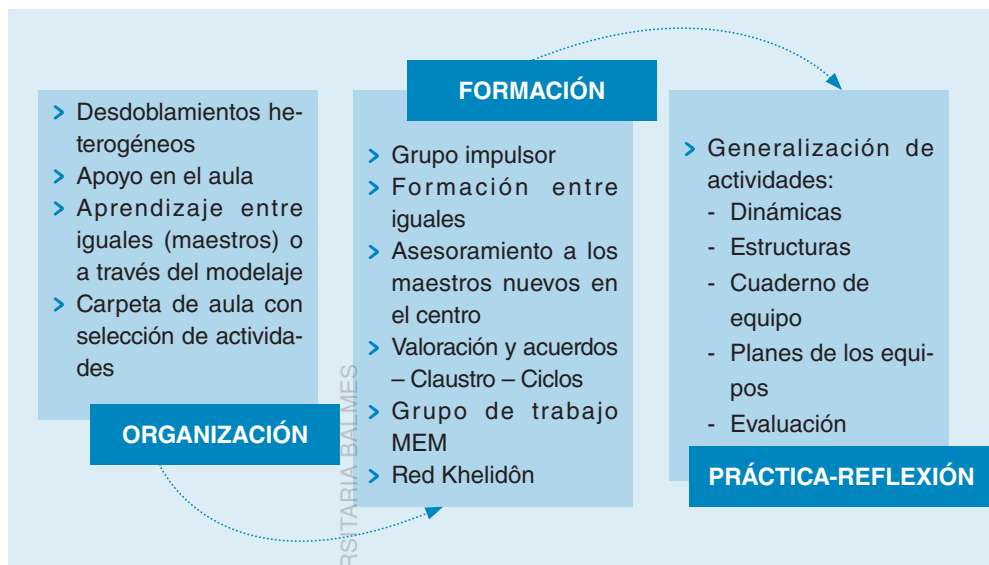 > Desdoblamientos he-
terogéneos
> Apoyo en el aula
> Aprendizaje entre
iguales (maestros) o
a través del modelaje
> Carpeta de aula con
selección de activida-
des
ORGANIZACIÓN
FORMACIÓN
> Grupo impulsor
> Formación entre
iguales
> Asesoramiento a los
maestros nuevos en
el centro
> Valoración y acuerdos
– Claustro – Ciclos
> Grupo de trabajo
MEM
> Red Khelidôn
> Generalización de
actividades:
- Dinámicas
- Estructuras
- Cuaderno de
equipo
- Planes de los equi-
pos
- Evaluación
PRÁCTICA-REFLEXIÓN
RSITARIA BALMES